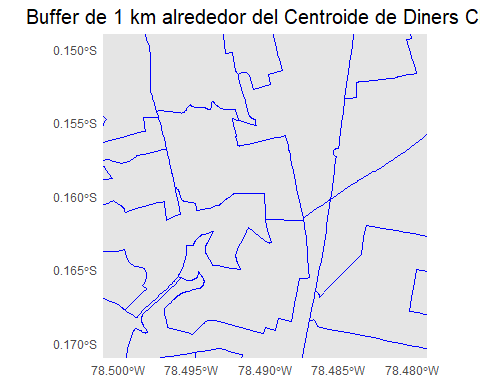 Buffer de 1 km alrededor del Centroide de Diners C
0.150°S
0.155°S
0.160°S
0.165°S
0.170°S
78.500°W 78.495°W 78.490°W 78.485°W 78.480°W